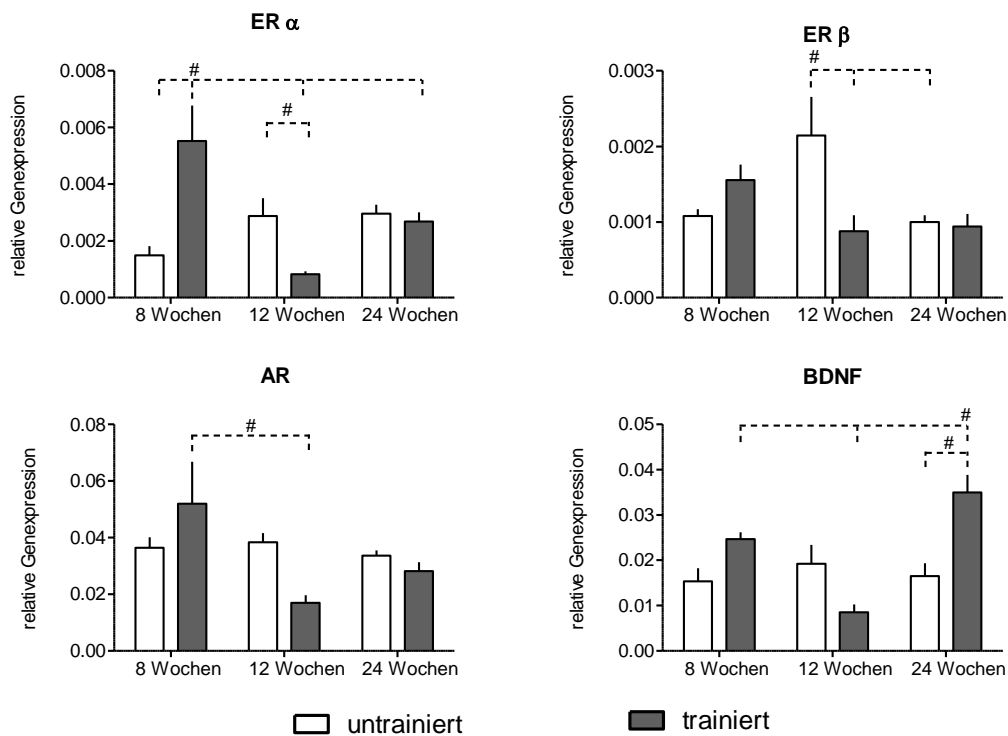 ER α
relative Genexpression
0.008
0.006
0.004
0.002
0.000
#
#
8 Wochen 12 Wochen 24 Wochen
ER β
relative Genexpression
0.003
0.002
0.001
0.000
#
8 Wochen 12 Wochen 24 Wochen
AR
relative Genexpression
0.08
0.06
0.04
0.02
0.00
#
8 Wochen 12 Wochen 24 Wochen
BDNF
relative Genexpression
0.05
0.04
0.03
0.02
0.01
0.00
#
#
8 Wochen 12 Wochen 24 Wochen
untrainiert trainiert